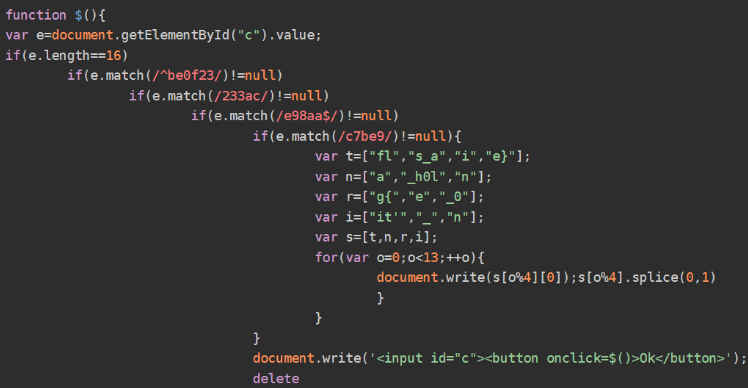 function $(){
var e=document.getElementById("c").value;
if(e.length==16)
if(e.match(/^be0f23/)!=null)
if(e.match(/233ac/)!=null)
if(e.match(/e98aa$/)!=null)
if(e.match(/c7be9/)!=null){
var t=["fl","s_a","i","e}"];
var n=["a","_h0l","n"];
var r=["g{","e","_0"];
var i=["it'","_","n"];
var s=[t,n,r,i];
for(var o=0;o<13;++o){
document.write(s[o%4][0]);s[o%4].splice(0,1)
}
}
}
document.write('<input id="c"><button onclick=$()>Ok</button>');
delete